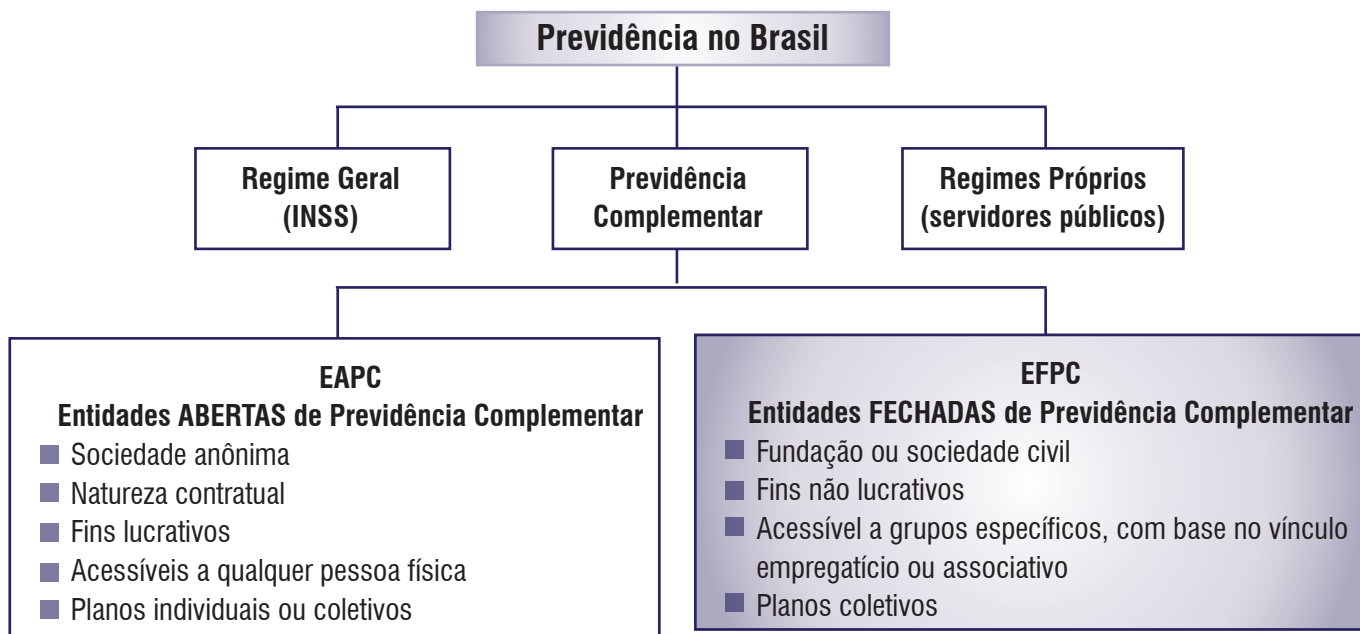 Previdência no Brasil
Regime Geral
(INSS)
Previdência
Complementar
Regimes Próprios
(servidores públicos)
EAPC
Entidades ABERTAS de Previdência Complementar
Sociedade anônima
Natureza contratual
Fins lucrativos
Acessíveis a qualquer pessoa física
Planos individuais ou coletivos
EFPC
Entidades FECHADAS de Previdência Complementar
Fundação ou sociedade civil
Fins não lucrativos
Acessível a grupos específicos, com base no vínculo
empregatício ou associativo
Planos coletivos